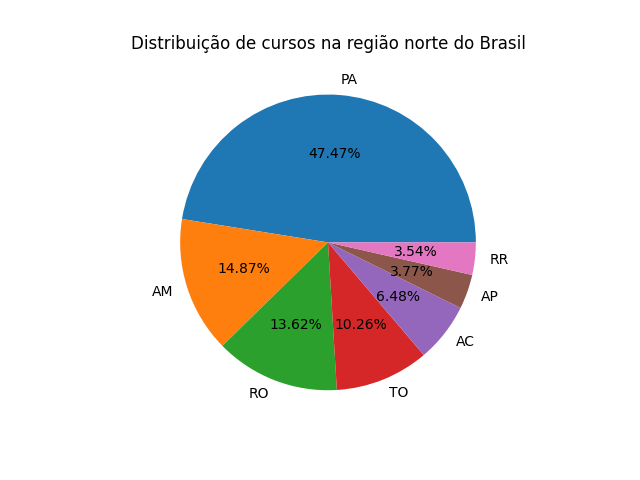 Distribuição de cursos na região norte do Brasil
PA
47.47%
AM
14.87%
RO
13.62%
TO
10.26%
AC
6.48%
AP
3.77%
RR
3.54%